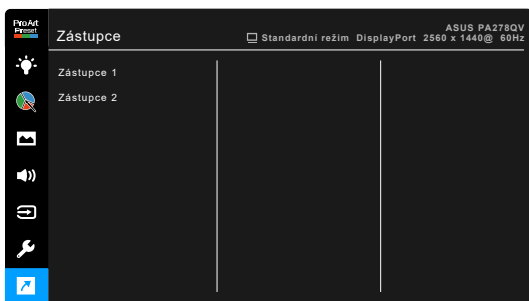 ProArt
Preset
Zástupce
ASUS PA278QV
Standardní režim DisplayPort 2560 x 1440@ 60Hz
Zástupce 1
Zástupce 2